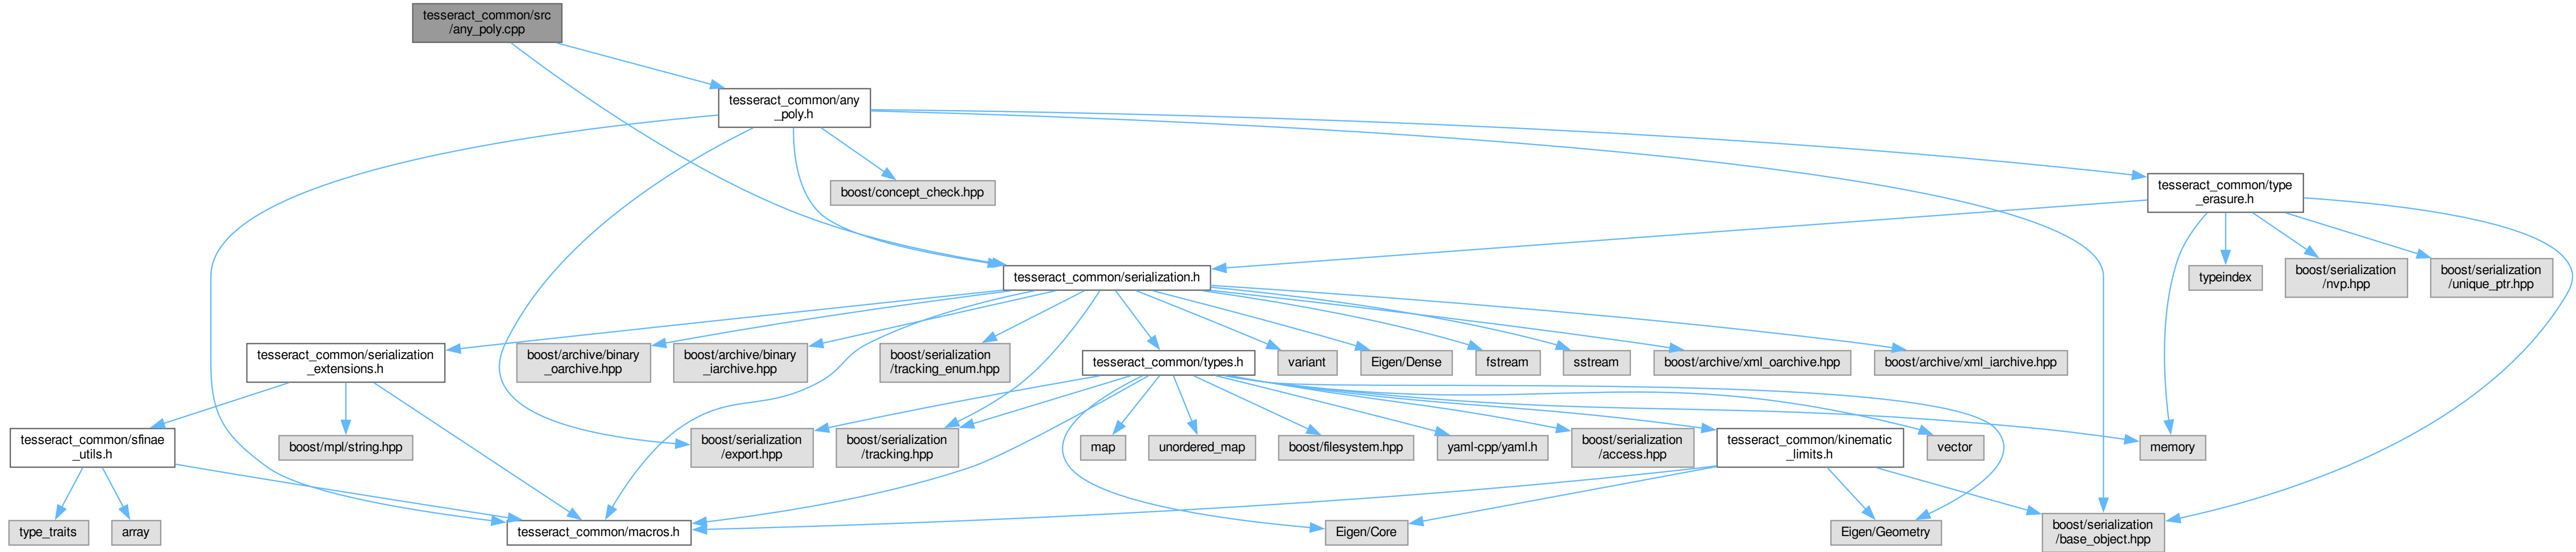 tesseract_common/src
/any_poly.cpp
tesseract_common/any
_poly.h
boost/concept_check.hpp
tesseract_common/type
_erasure.h
tesseract_common/serialization.h
typeindex
boost/serialization
/nvp.hpp
boost/serialization
/unique_ptr.hpp
tesseract_common/serialization
_extensions.h
boost/archive/binary
_oarchive.hpp
boost/archive/binary
_iarchive.hpp
boost/serialization
/tracking_enum.hpp
tesseract_common/types.h
variant
Eigen/Dense
fstream
sstream
boost/archive/xml_oarchive.hpp
boost/archive/xml_iarchive.hpp
tesseract_common/sfinae
_utils.h
boost/mpl/string.hpp
boost/serialization
/export.hpp
boost/serialization
/tracking.hpp
map
unordered_map
boost/filesystem.hpp
yaml-cpp/yaml.h
boost/serialization
/access.hpp
tesseract_common/kinematic
_limits.h
vector
memory
type_traits
array
tesseract_common/macros.h
Eigen/Core
Eigen/Geometry
boost/serialization
/base_object.hpp